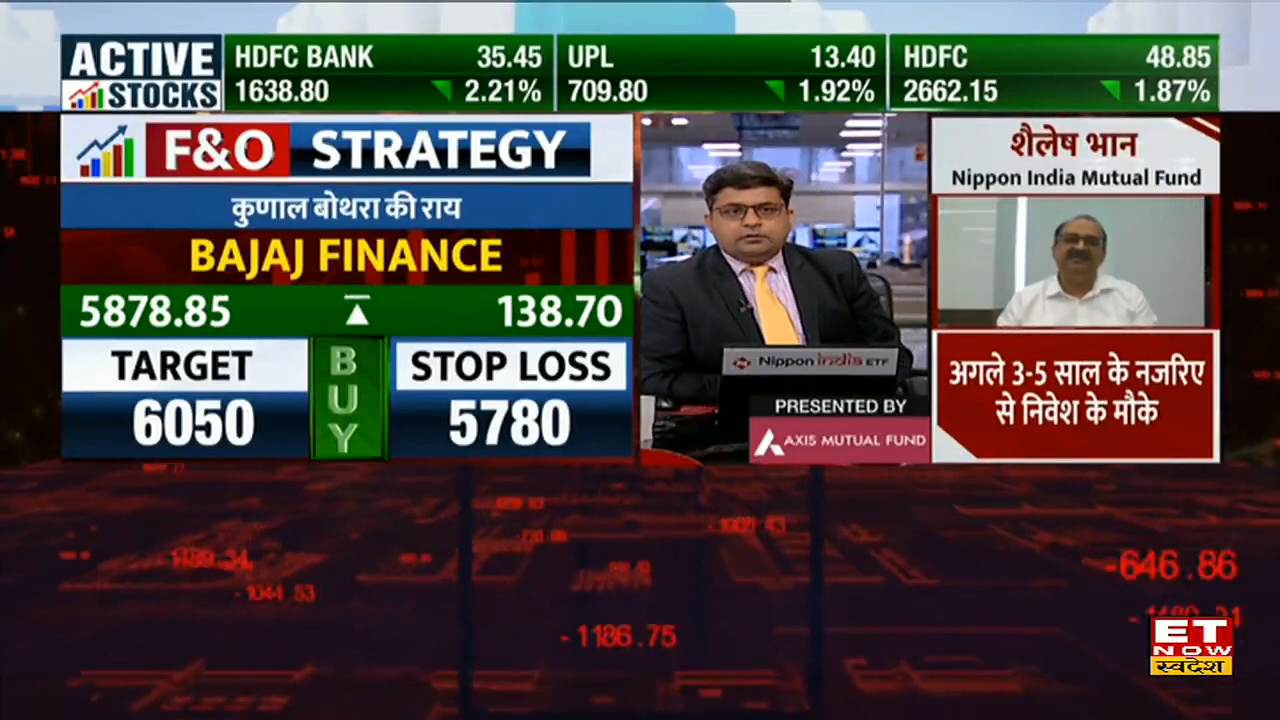 ACTIVE STOCKS
HDFC BANK 35.45
1638.80 2.21%
UPL 13.40
709.80 1.92%
HDFC 48.85
2662.15 1.87%
F&O STRATEGY
कुणाल बोथरा की राय
BAJAJ FINANCE
5878.85 138.70
TARGET
6050
BUY
STOP LOSS
5780
Nippon india ETF
PRESENTED BY
AXIS MUTUAL FUND
शैलेष भान
Nippon India Mutual Fund
अगले 3-5 साल के नजरिए
से निवेश के मौके
-1044.53
-646.86
-1186.75
ET
NOW
स्वदेश